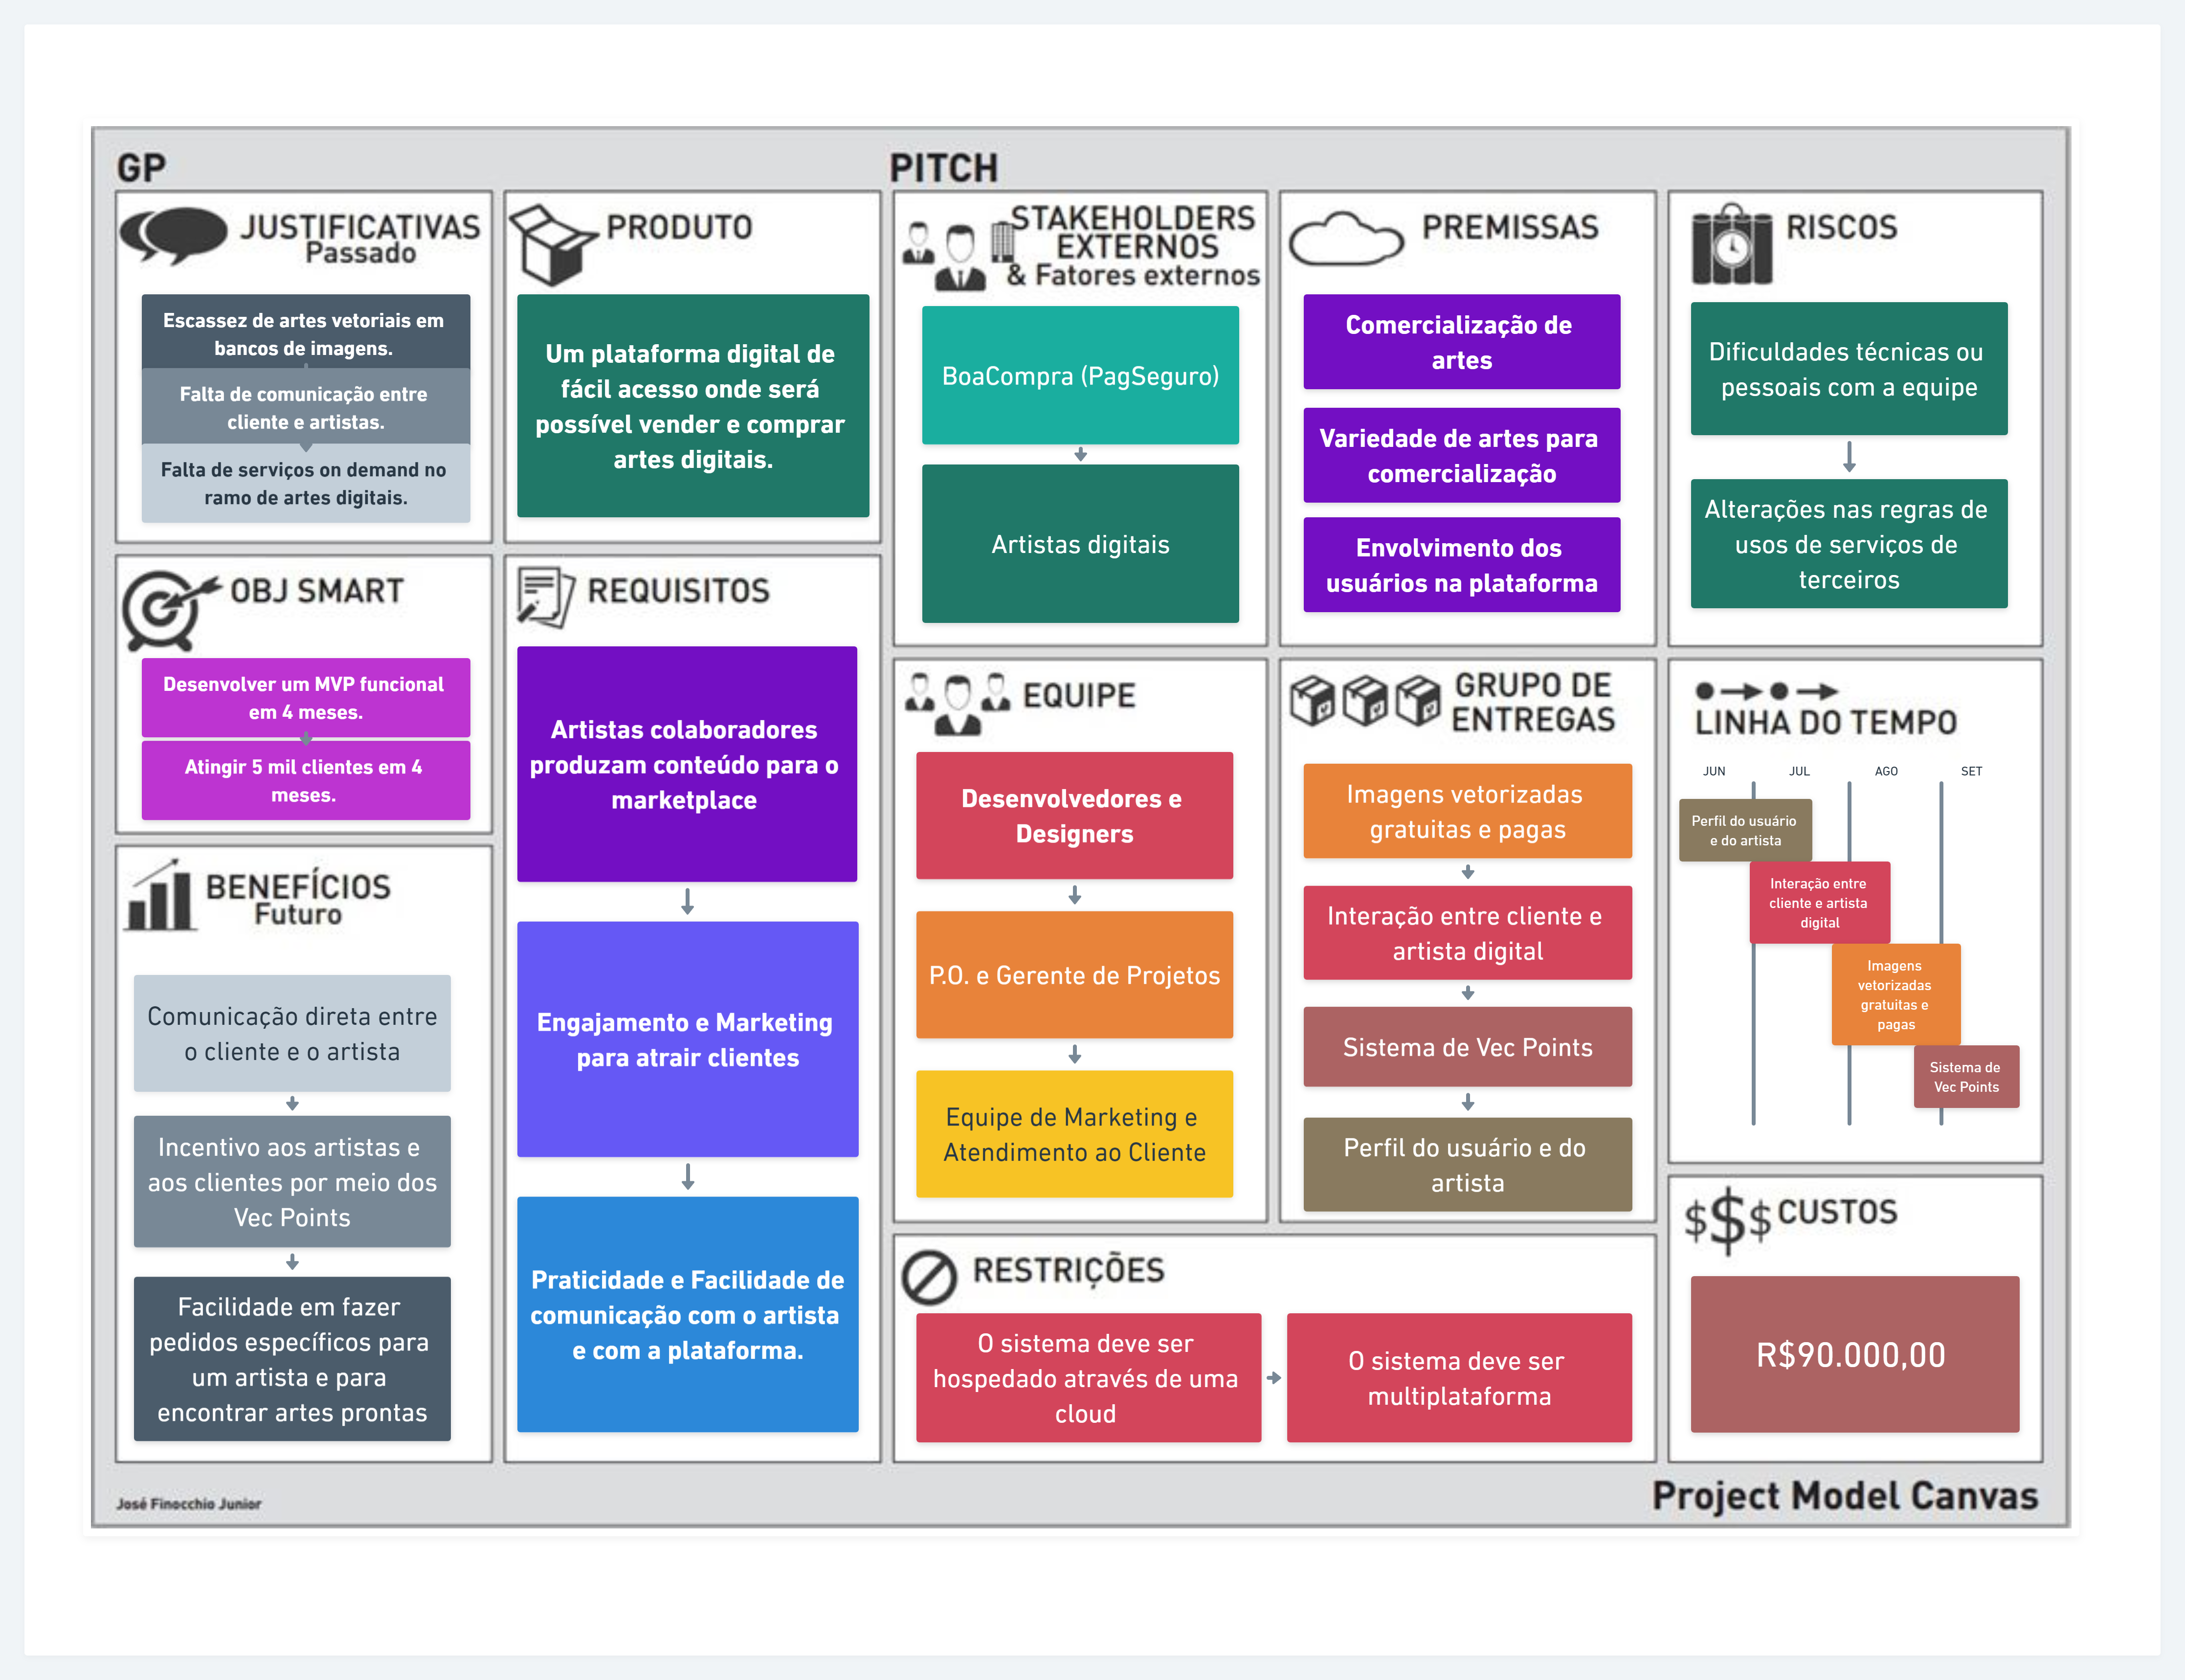 GP
PITCH
JUSTIFICATIVAS
Passado
Escassez de artes vetoriais em
bancos de imagens.
Falta de comunicação entre
cliente e artistas.
Falta de serviços on demand no
ramo de artes digitais.
PRODUTO
Um plataforma digital de
fácil acesso onde será
possível vender e comprar
artes digitais.
STAKEHOLDERS
EXTERNOS
& Fatores externos
BoaCompra (PagSeguro)
Artistas digitais
PREMISSAS
Comercialização de
artes
Variedade de artes para
comercialização
Envolvimento dos
usuários na plataforma
RISCOS
Dificuldades técnicas ou
pessoais com a equipe
Alterações nas regras de
usos de serviços de
terceiros
OBJ SMART
Desenvolver um MVP funcional
em 4 meses.
Atingir 5 mil clientes em 4
meses.
REQUISITOS
Artistas colaboradores
produzam conteúdo para o
marketplace
Engajamento e Marketing
para atrair clientes
Praticidade e Facilidade de
comunicação com o artista
e com a plataforma.
EQUIPE
Desenvolvedores e
Designers
P.O. e Gerente de Projetos
Equipe de Marketing e
Atendimento ao Cliente
GRUPO DE
ENTREGAS
Imagens vetorizadas
gratuitas e pagas
Interação entre cliente e
artista digital
Sistema de Vec Points
Perfil do usuário e do
artista
LINHA DO TEMPO
JUN JUL AGO SET
Perfil do usuário
e do artista
Interação entre
cliente e artista
digital
Imagens
vetorizadas
gratuitas e
pagas
Sistema de
Vec Points
BENEFÍCIOS
Futuro
Comunicação direta entre
o cliente e o artista
Incentivo aos artistas e
aos clientes por meio dos
Vec Points
Facilidade em fazer
pedidos específicos para
um artista e para
encontrar artes prontas
RESTRIÇÕES
O sistema deve ser
hospedado através de uma
cloud
O sistema deve ser
multiplataforma
$$$ CUSTOS
R$90.000,00
José Finocchio Junior
Project Model Canvas